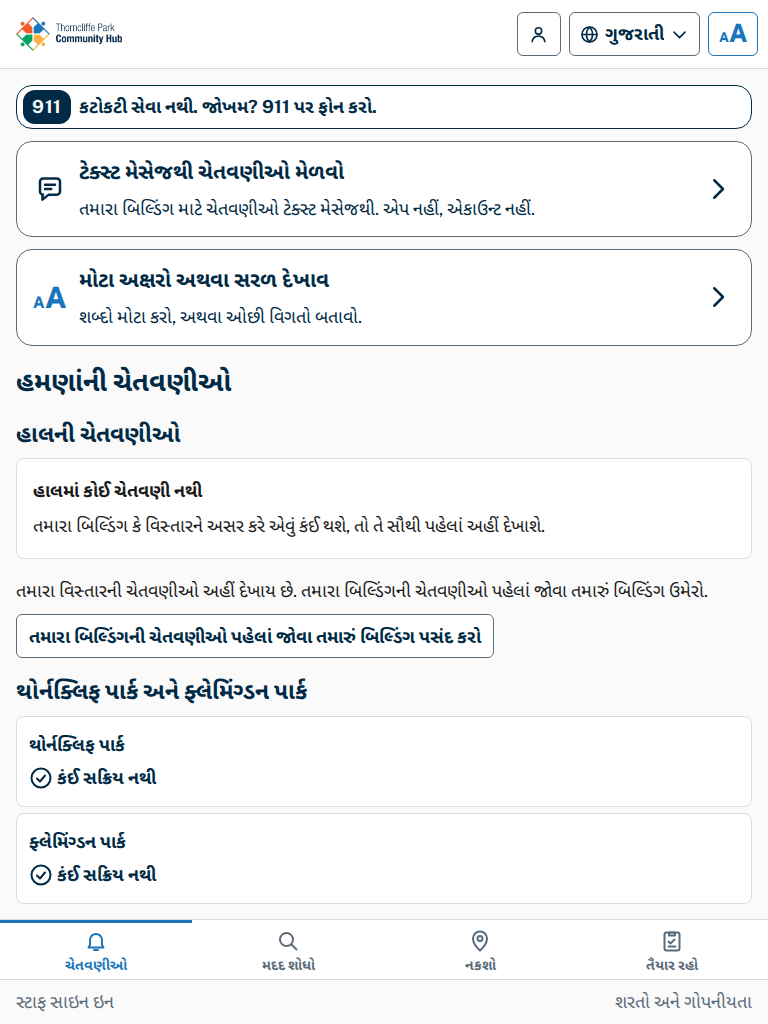 Thorncliffe Park
Community Hub
ગુજરાતી
AA
911 કટોકટી સેવા નથી. જોખમ? 911 પર ફોન કરો.
ટેક્સ્ટ મેસેજથી ચેતવણીઓ મેળવો
તમારા બિલ્ડિંગ માટે ચેતવણીઓ ટેક્સ્ટ મેસેજથી. એપ નહીં, એકાઉન્ટ નહીં.
AA
મોટા અક્ષરો અથવા સરળ દેખાવ
શબ્દો મોટા કરો, અથવા ઓછી વિગતો બતાવો.
હમણાંની ચેતવણીઓ
હાલની ચેતવણીઓ
હાલમાં કોઈ ચેતવણી નથી
તમારા બિલ્ડિંગ કે વિસ્તારને અસર કરે એવું કંઈ થશે, તો તે સૌથી પહેલાં અહીં દેખાશે.
તમારા વિસ્તારની ચેતવણીઓ અહીં દેખાય છે. તમારા બિલ્ડિંગની ચેતવણીઓ પહેલાં જોવા તમારું બિલ્ડિંગ ઉમેરો.
તમારા બિલ્ડિંગની ચેતવણીઓ પહેલાં જોવા તમારું બિલ્ડિંગ પસંદ કરો
થોર્નક્લિફ પાર્ક અને ફ્લેમિંગ્ડન પાર્ક
થોર્નક્લિફ પાર્ક
કંઈ સક્રિય નથી
ફ્લેમિંગ્ડન પાર્ક
કંઈ સક્રિય નથી
ચેતવણીઓ
મદદ શોધો
નકશો
તૈયાર રહો
સ્ટાફ સાઇન ઇન
શરતો અને ગોપનીયતા